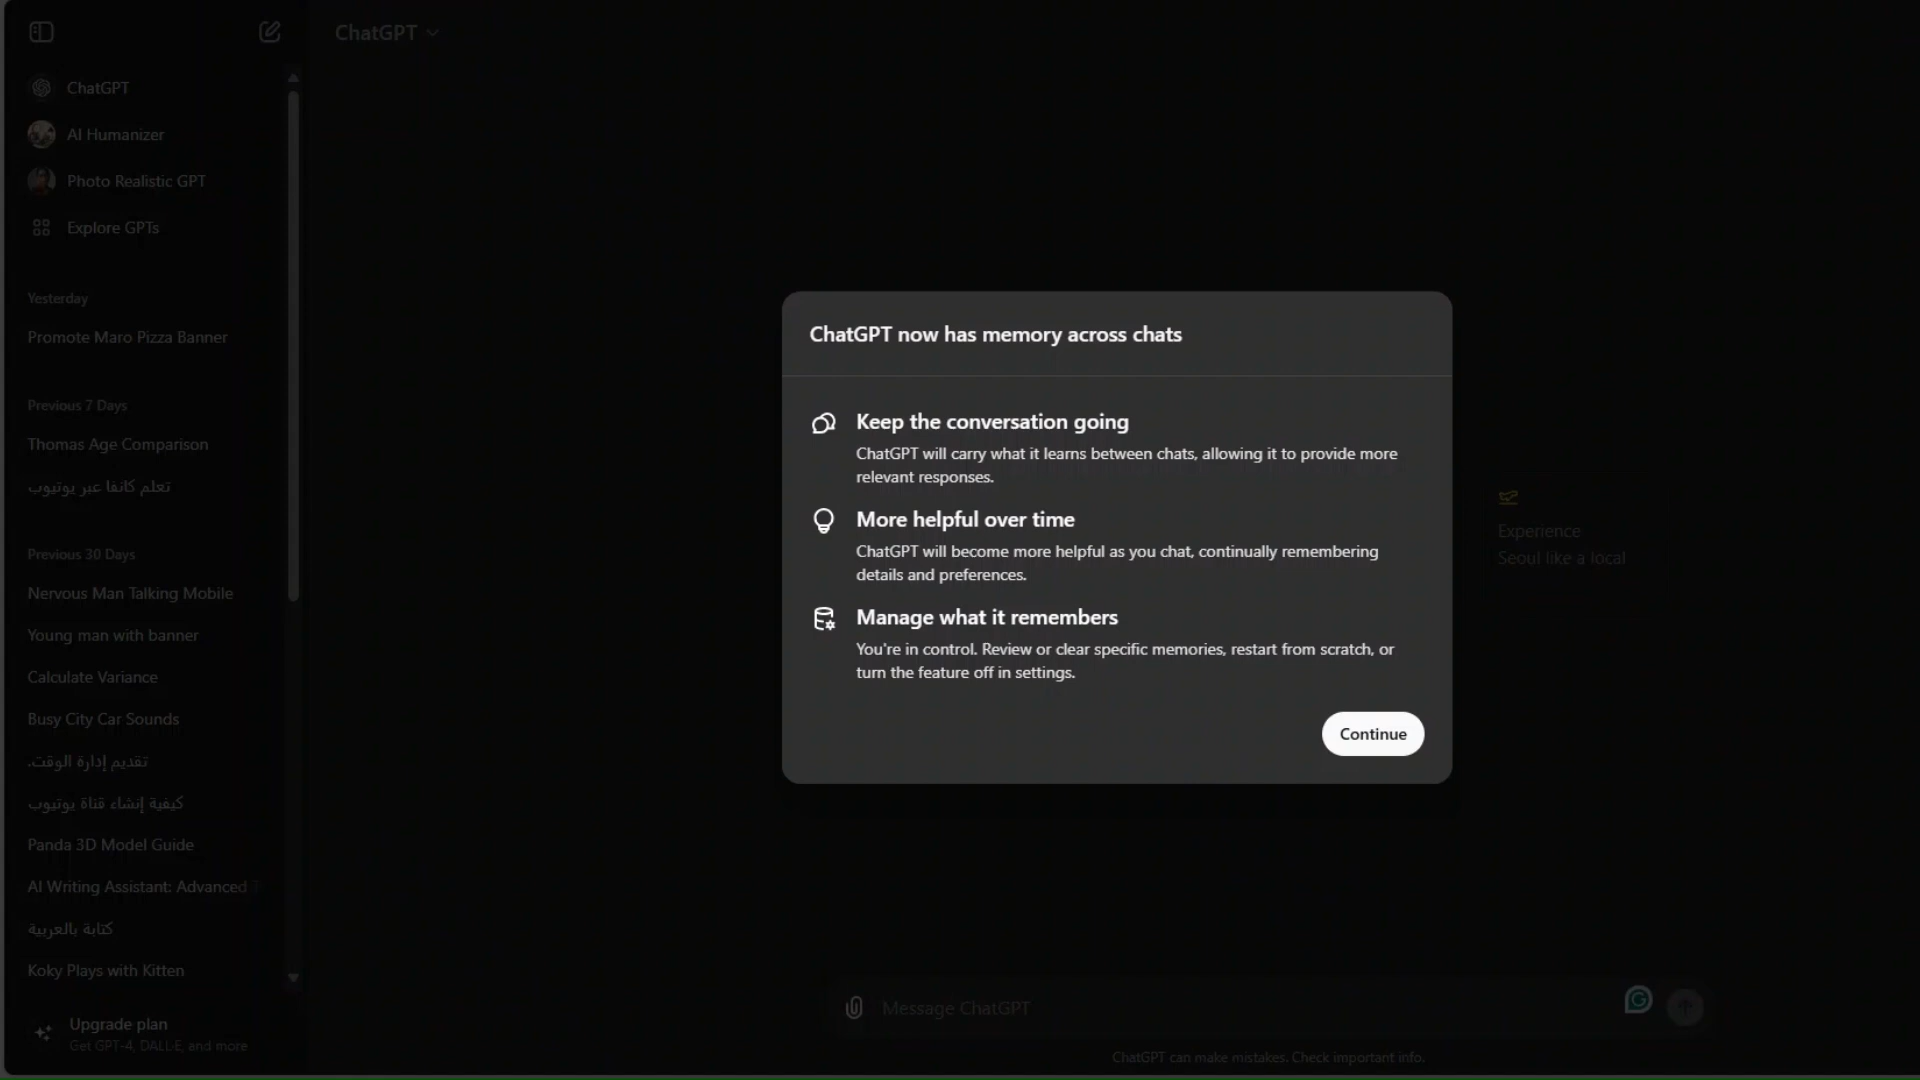 ChatGPT
ChatGPT
AI Humanizer
Photo Realistic GPT
Explore GPTs
Yesterday
Promote Maro Pizza Banner
Previous 7 Days
Thomas Age Comparison
تعلم كانفا عبر يوتيوب
Previous 30 Days
Nervous Man Talking Mobile
Young man with banner
Calculate Variance
Busy City Car Sounds
تقديم إدارة الوقت.
كيفية إنشاء قناة يوتيوب
Panda 3D Model Guide
AI Writing Assistant: Advanced
كتابة بالعربية
Koky Plays with Kitten
Upgrade plan
Get GPT-4, DALL·E, and more
ChatGPT now has memory across chats
Keep the conversation going
ChatGPT will carry what it learns between chats, allowing it to provide more
relevant responses.
More helpful over time
ChatGPT will become more helpful as you chat, continually remembering
details and preferences.
Manage what it remembers
You're in control. Review or clear specific memories, restart from scratch, or
turn the feature off in settings.
Continue
Experience
Seoul like a local
Message ChatGPT
ChatGPT can make mistakes. Check important info.